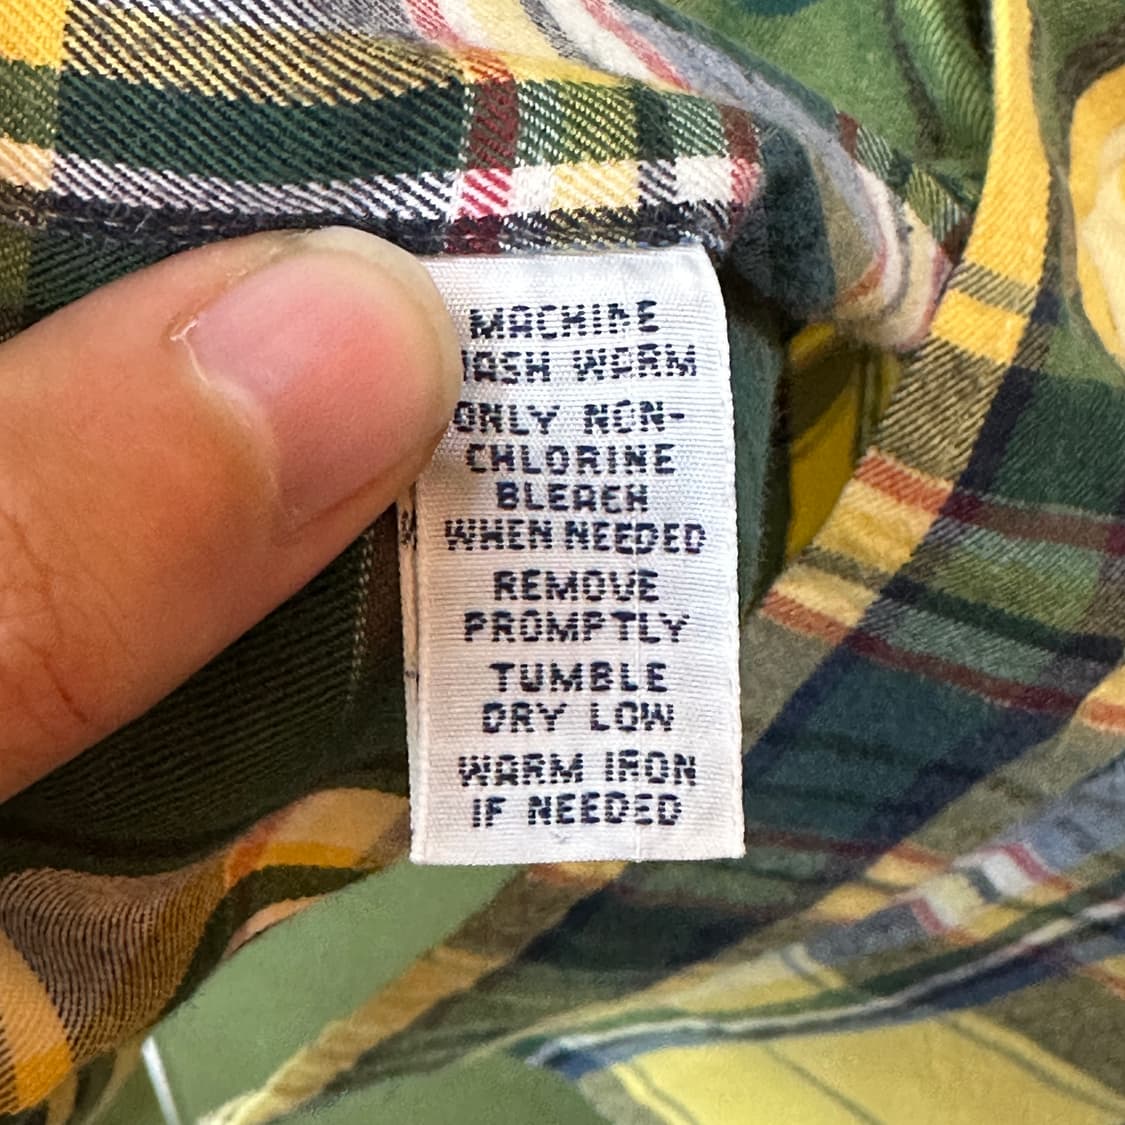 MACHINE
WASH WARM
ONLY NON-
CHLORINE
BLEACH
WHEN NEEDED
REMOVE
PROMPTLY
TUMBLE
DRY LOW
WARM IRON
IF NEEDED